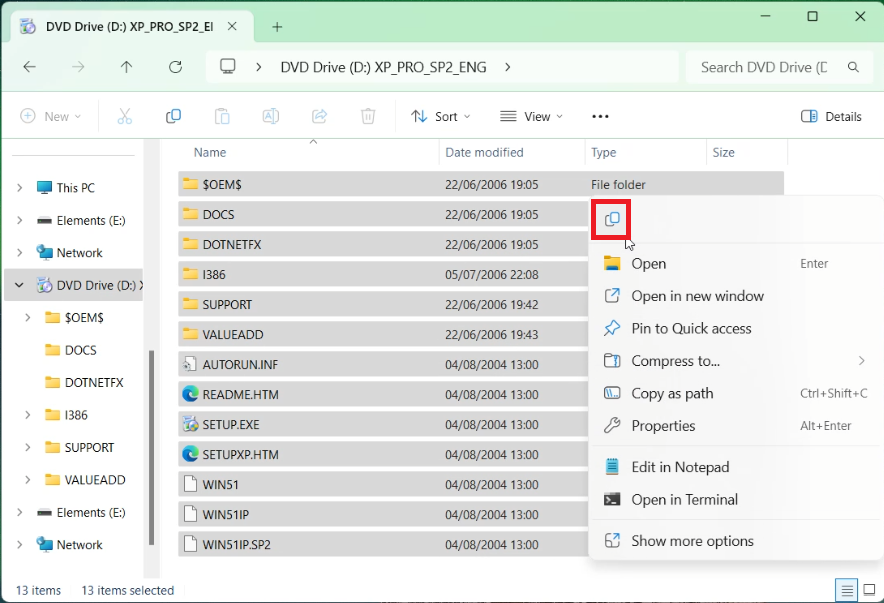 DVD Drive (D:) XP_PRO_SP2_EI
DVD Drive (D:) XP_PRO_SP2_ENG
Search DVD Drive (D
New
Sort
View
Details
Name Date modified Type Size
This PC
Elements (E:)
Network
DVD Drive (D:) X
$OEM$
DOCS
DOTNETFX
I386
SUPPORT
VALUEADD
Elements (E:)
Network
$OEM$ 22/06/2006 19:05 File folder
DOCS 22/06/2006 19:05
DOTNETFX 22/06/2006 19:05
I386 05/07/2006 22:08
SUPPORT 22/06/2006 19:42
VALUEADD 22/06/2006 19:43
AUTORUN.INF 04/08/2004 13:00
README.HTM 04/08/2004 13:00
SETUP.EXE 04/08/2004 13:00
SETUPXP.HTM 04/08/2004 13:00
WIN51 04/08/2004 13:00
WIN51IP 04/08/2004 13:00
WIN51IP.SP2 04/08/2004 13:00
Open Enter
Open in new window
Pin to Quick access
Compress to...
Copy as path Ctrl+Shift+C
Properties Alt+Enter
Edit in Notepad
Open in Terminal
Show more options
13 items 13 items selected